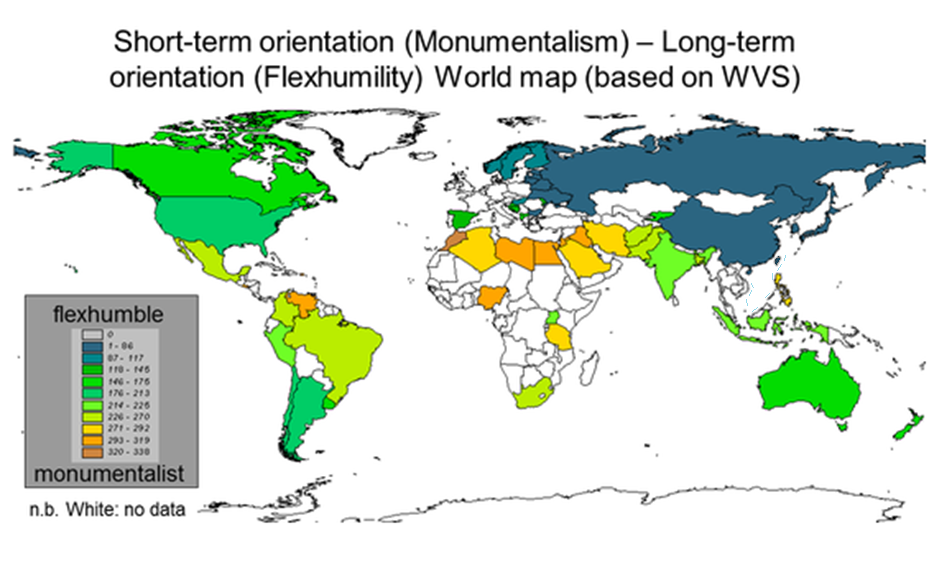 Short-term orientation (Monumentalism) – Long-term
orientation (Flexhumility) World map (based on WVS)
flexhumble
0
1 - 86
87 - 117
118 - 145
146 - 175
176 - 213
214 - 225
226 - 270
271 - 292
293 - 319
320 - 338
monumentalist
n.b. White: no data